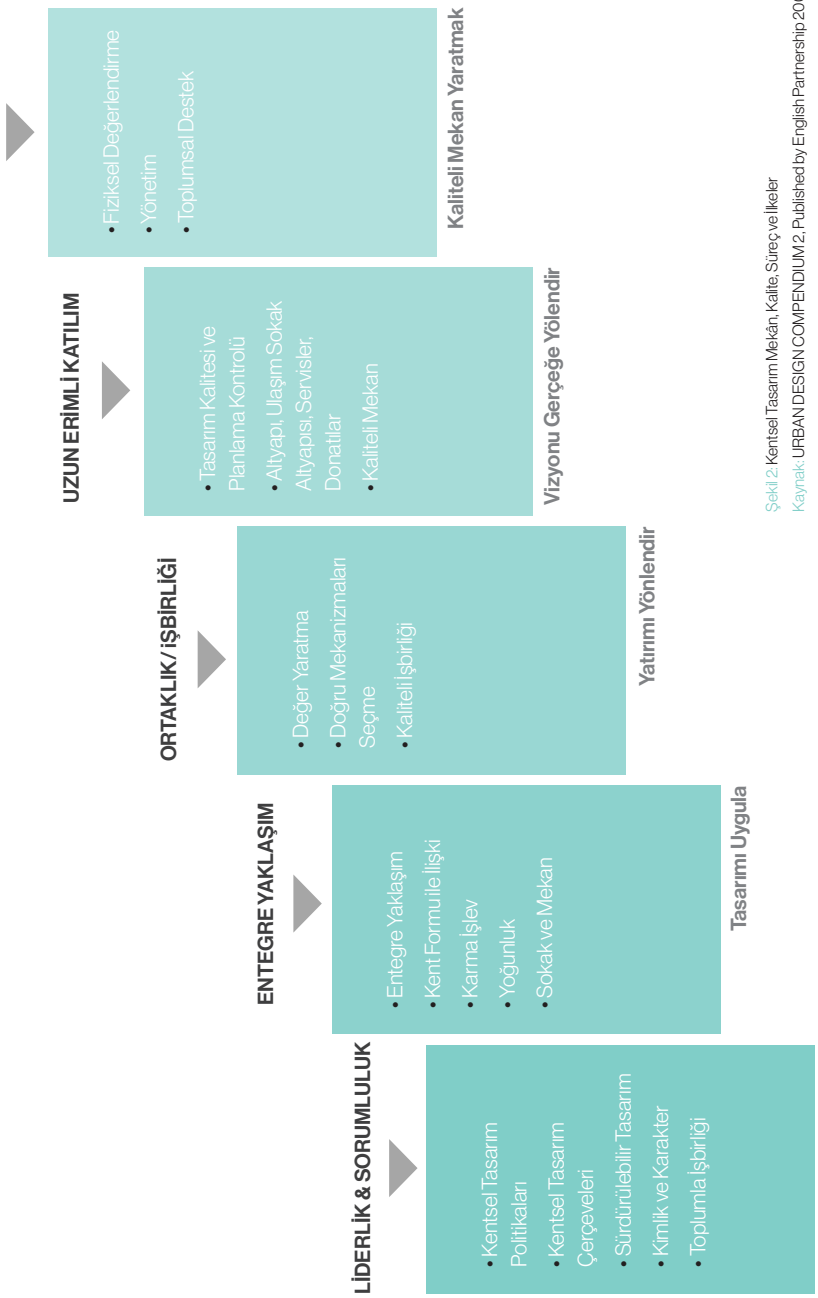 • Fiziksel Değerlendirme
• Yönetim
• Toplumsal Destek
Kaliteli Mekan Yaratmak
UZUN ERİMLİ KATILIM
• Tasarım Kalitesi ve
Planlama Kontrolü
• Altyapı, Ulaşım Sokak
Altyapısı, Servisler,
Donatılar
• Kaliteli Mekan
Vizyonu Gerçeğe Yölendir
ORTAKLIK / İŞBİRLİĞİ
• Değer Yaratma
• Doğru Mekanizmaları
Seçme
• Kaliteli İşbirliği
Yatırımı Yönlendir
ENTEGRE YAKLAŞIM
• Entegre Yaklaşım
• Kent Formu ile İlişki
• Karma İşlev
• Yoğunluk
• Sokak ve Mekan
Tasarımı Uygula
LİDERLİK & SORUMLULUK
• Kentsel Tasarım
Politikaları
• Kentsel Tasarım
Çerçeveleri
• Sürdürülebilir Tasarım
• Kimlik ve Karakter
• Toplumla İşbirliği
Şekil 2: Kentsel Tasarım Mekân, Kalite, Süreç ve İlkeler
Kaynak: URBAN DESIGN COMPENDIUM 2, Published by English Partnership